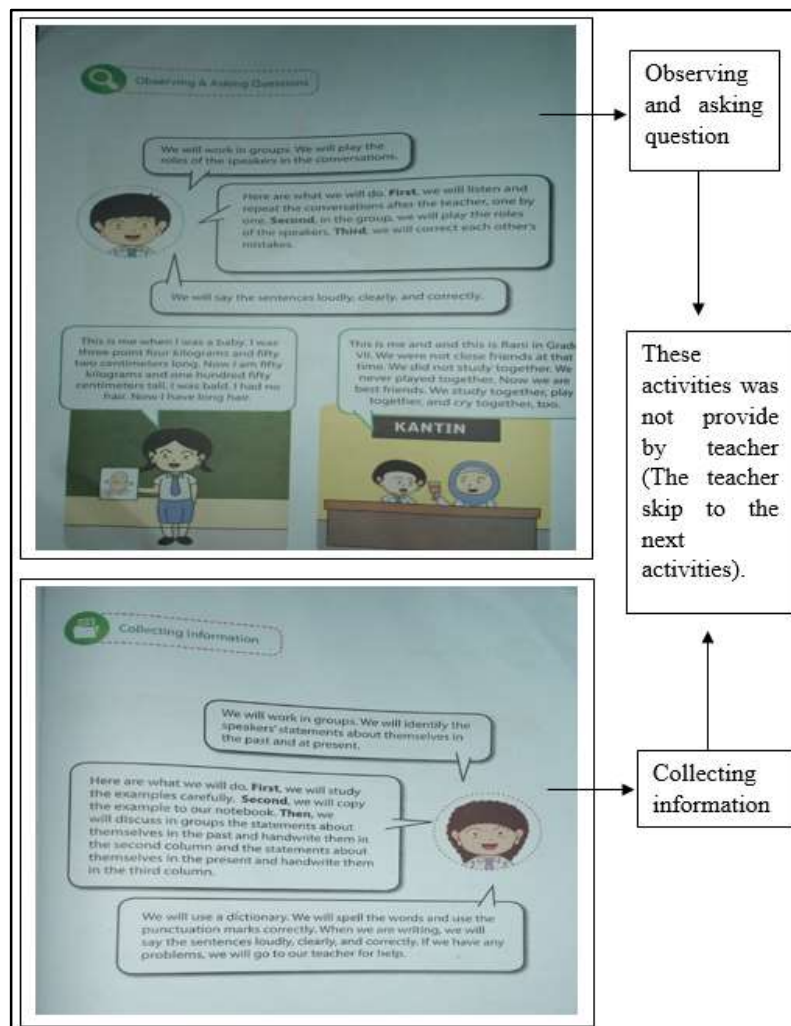 Observing & Asking Questions
We will work in groups. We will play the
roles of the speakers in the conversations.
Here are what we will do. First, we will listen and
repeat the conversations after the teacher, one by
one. Second, in the group, we will play the roles
of the speakers. Third, we will correct each other's
mistakes.
We will say the sentences loudly, clearly, and correctly.
This is me when I was a baby. I was
three point four kilograms and fifty
two centimeters long. Now I am fifty
kilograms and one hundred fifty
centimeters tall. I was bald. I had no
hair. Now I have long hair.
This is me and and this is Rani in Grade
VII. We were not close friends at that
time. We did not study together. We
never played together. Now we are
best friends. We study together, play
together, and cry together, too.
KANTIN
Observing
and asking
question
These
activities was
not provide
by teacher
(The teacher
skip to the
next
activities).
Collecting Information
We will work in groups. We will identify the
speakers' statements about themselves in
the past and at present.
Here are what we will do. First, we will study
the examples carefully. Second, we will copy
the example to our notebook. Then, we
will discuss in groups the statements about
themselves in the past and handwrite them in
the second column and the statements about
themselves in the present and handwrite them
in the third column.
We will use a dictionary. We will spell the words and use the
punctuation marks correctly. When we are writing, we will
say the sentences loudly, clearly, and correctly. If we have any
problems, we will go to our teacher for help.
Collecting
information